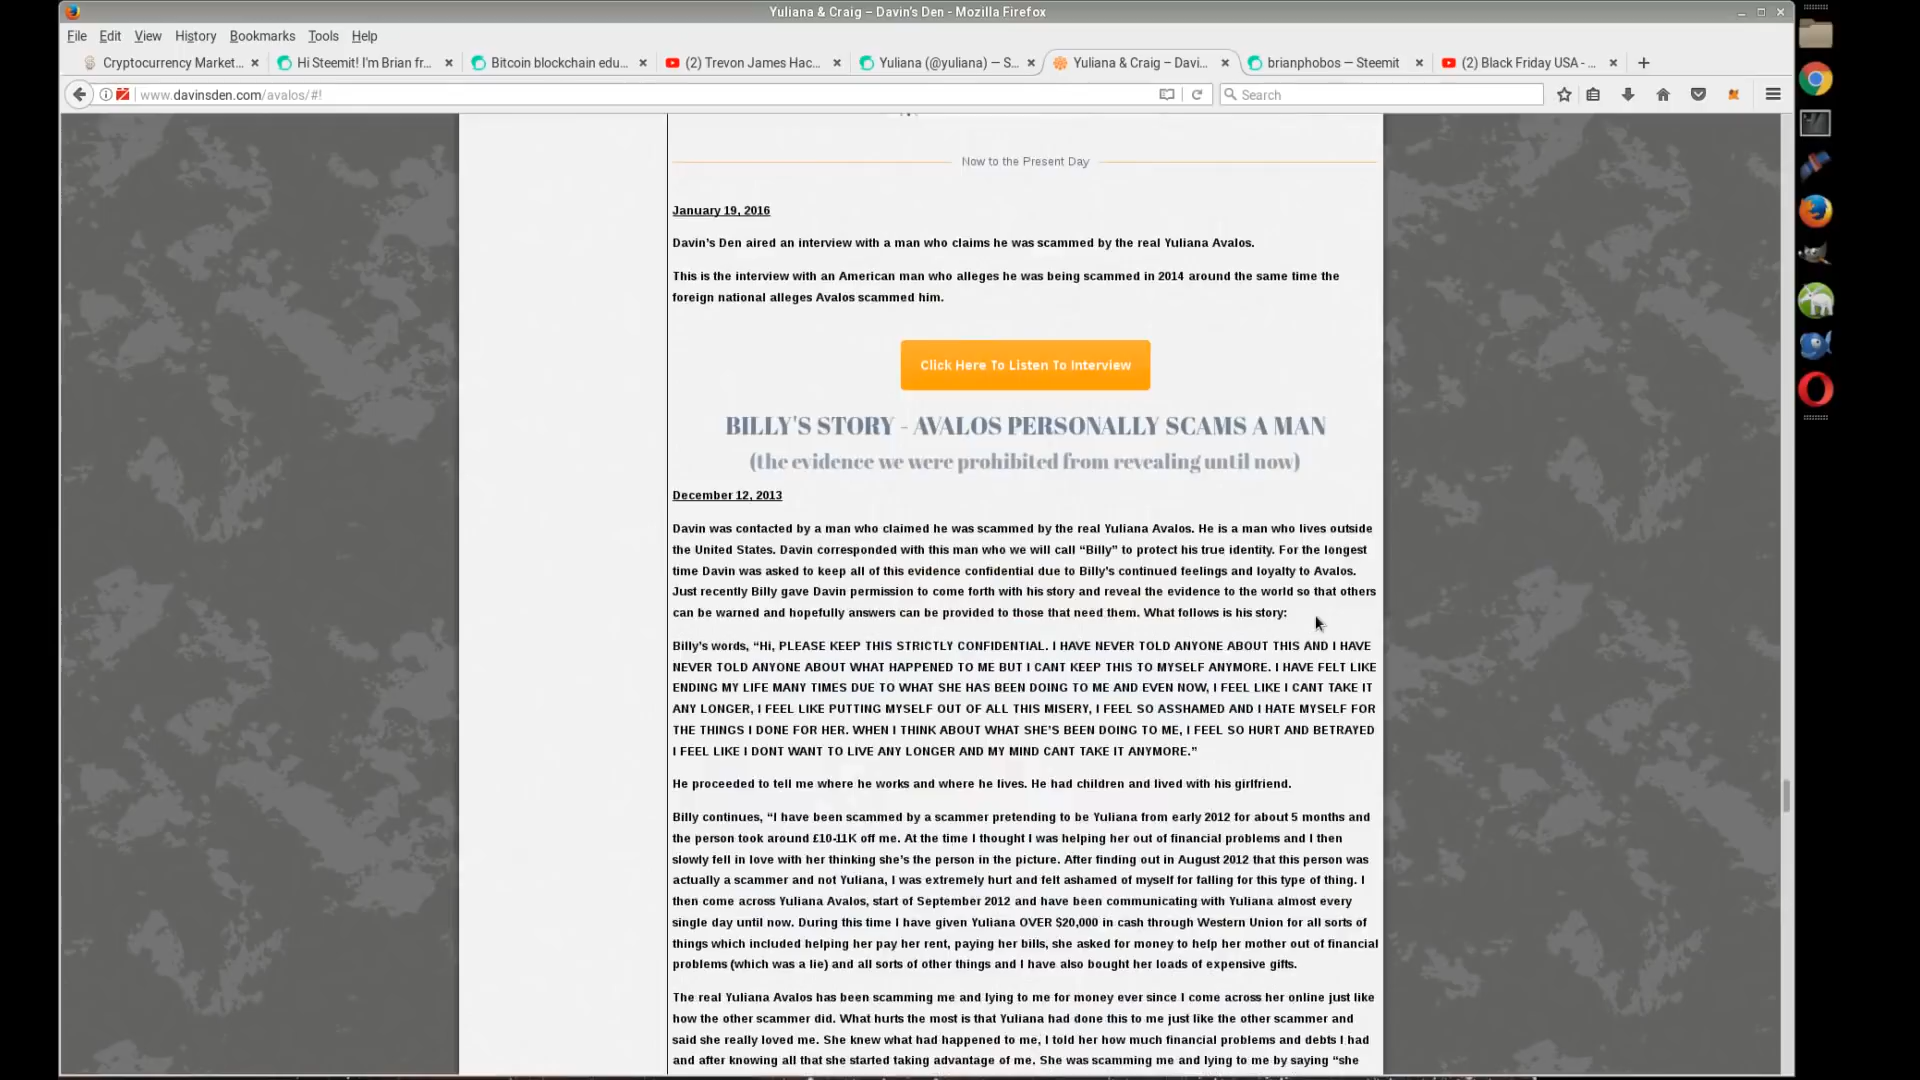 Yuliana & Craig – Davin's Den - Mozilla Firefox
File Edit View History Bookmarks Tools Help
Cryptocurrency Market...
Hi Steemit! I'm Brian fr...
Bitcoin blockchain edu...
(2) Trevon James Hac...
Yuliana (@yuliana) — S...
Yuliana & Craig – Davi...
brianphobos — Steemit
(2) Black Friday USA - ...
www.davinsden.com/avalos/#!
Search
Now to the Present Day
January 19, 2016
Davin's Den aired an interview with a man who claims he was scammed by the real Yuliana Avalos.
This is the interview with an American man who alleges he was being scammed in 2014 around the same time the
foreign national alleges Avalos scammed him.
Click Here To Listen To Interview
BILLY'S STORY - AVALOS PERSONALLY SCAMS A MAN
(the evidence we were prohibited from revealing until now)
December 12, 2013
Davin was contacted by a man who claimed he was scammed by the real Yuliana Avalos. He is a man who lives outside
the United States. Davin corresponded with this man who we will call “Billy” to protect his true identity. For the longest
time Davin was asked to keep all of this evidence confidential due to Billy's continued feelings and loyalty to Avalos.
Just recently Billy gave Davin permission to come forth with his story and reveal the evidence to the world so that others
can be warned and hopefully answers can be provided to those that need them. What follows is his story:
Billy's words, “Hi, PLEASE KEEP THIS STRICTLY CONFIDENTIAL. I HAVE NEVER TOLD ANYONE ABOUT THIS AND I HAVE
NEVER TOLD ANYONE ABOUT WHAT HAPPENED TO ME BUT I CANT KEEP THIS TO MYSELF ANYMORE. I HAVE FELT LIKE
ENDING MY LIFE MANY TIMES DUE TO WHAT SHE HAS BEEN DOING TO ME AND EVEN NOW, I FEEL LIKE I CANT TAKE IT
ANY LONGER, I FEEL LIKE PUTTING MYSELF OUT OF ALL THIS MISERY, I FEEL SO ASSHAMED AND I HATE MYSELF FOR
THE THINGS I DONE FOR HER. WHEN I THINK ABOUT WHAT SHE'S BEEN DOING TO ME, I FEEL SO HURT AND BETRAYED
I FEEL LIKE I DONT WANT TO LIVE ANY LONGER AND MY MIND CANT TAKE IT ANYMORE.”
He proceeded to tell me where he works and where he lives. He had children and lived with his girlfriend.
Billy continues, “I have been scammed by a scammer pretending to be Yuliana from early 2012 for about 5 months and
the person took around £10-11K off me. At the time I thought I was helping her out of financial problems and I then
slowly fell in love with her thinking she's the person in the picture. After finding out in August 2012 that this person was
actually a scammer and not Yuliana, I was extremely hurt and felt ashamed of myself for falling for this type of thing. I
then come across Yuliana Avalos, start of September 2012 and have been communicating with Yuliana almost every
single day until now. During this time I have given Yuliana OVER $20,000 in cash through Western Union for all sorts of
things which included helping her pay her rent, paying her bills, she asked for money to help her mother out of financial
problems (which was a lie) and all sorts of other things and I have also bought her loads of expensive gifts.
The real Yuliana Avalos has been scamming me and lying to me for money ever since I come across her online just like
how the other scammer did. What hurts the most is that Yuliana had done this to me just like the other scammer and
said she really loved me. She knew what had happened to me, I told her how much financial problems and debts I had
and after knowing all that she started taking advantage of me. She was scamming me and lying to me by saying “she